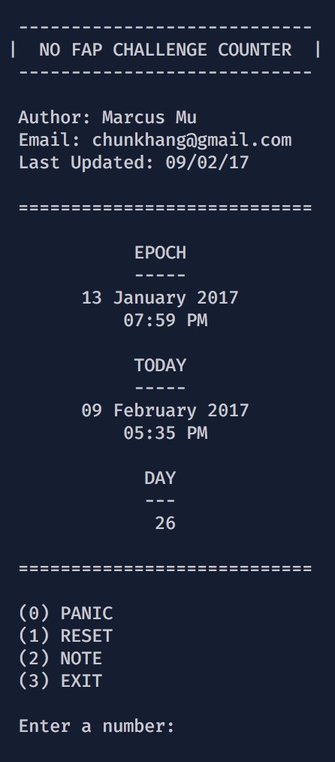 ----------------------------
|  NO FAP CHALLENGE COUNTER  |
----------------------------
Author: Marcus Mu
Email: chunkhang@gmail.com
Last Updated: 09/02/17
============================
EPOCH
-----
13 January 2017
07:59 PM
TODAY
-----
09 February 2017
05:35 PM
DAY
---
26
============================
(0) PANIC
(1) RESET
(2) NOTE
(3) EXIT
Enter a number: